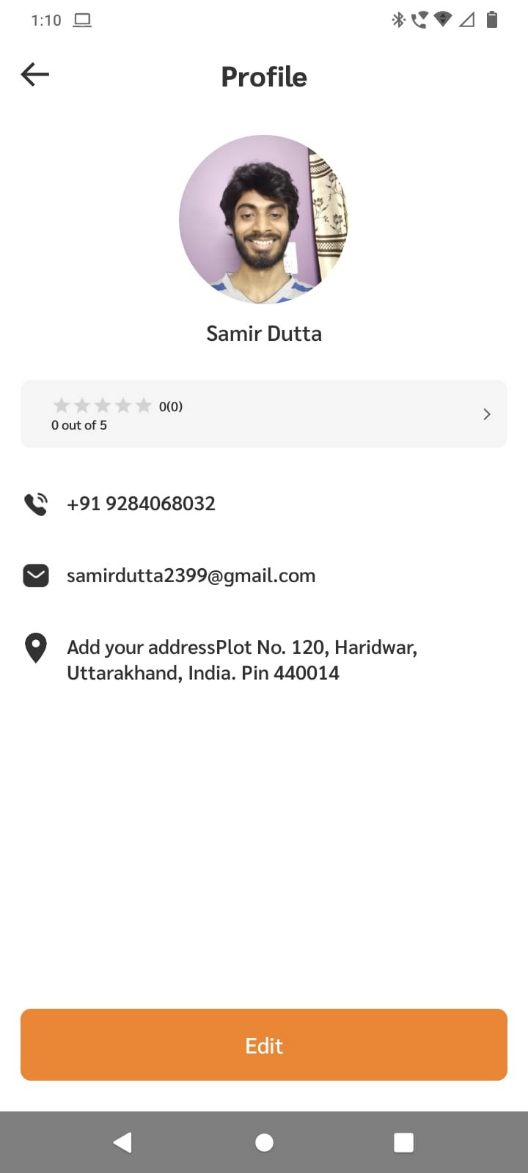 1:10
Profile
Samir Dutta
0(0)
0 out of 5
+91 9284068032
samirdutta2399@gmail.com
Add your addressPlot No. 120, Haridwar,
Uttarakhand, India. Pin 440014
Edit